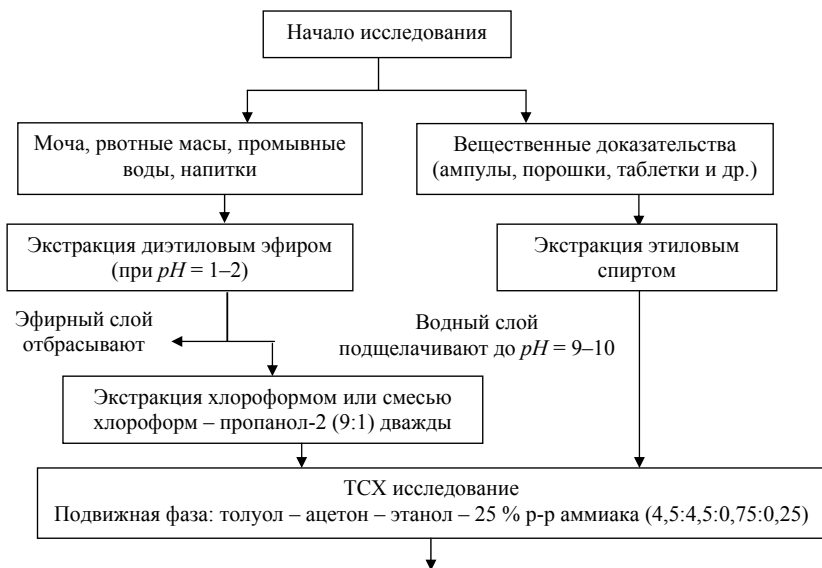 Начало исследования
Моча, рвотные масы, промывные
воды, напитки
Вещественные доказательства
(ампулы, порошки, таблетки и др.)
Экстракция диэтиловым эфиром
(при pH = 1–2)
Экстракция этиловым
спиртом
Эфирный слой
отбрасывают
Водный слой
подщелачивают до pH = 9–10
Экстракция хлороформом или смесью
хлороформ – пропанол-2 (9:1) дважды
ТСХ исследование
Подвижная фаза: толуол – ацетон – этанол – 25 % р-р аммиака (4,5:4,5:0,75:0,25)